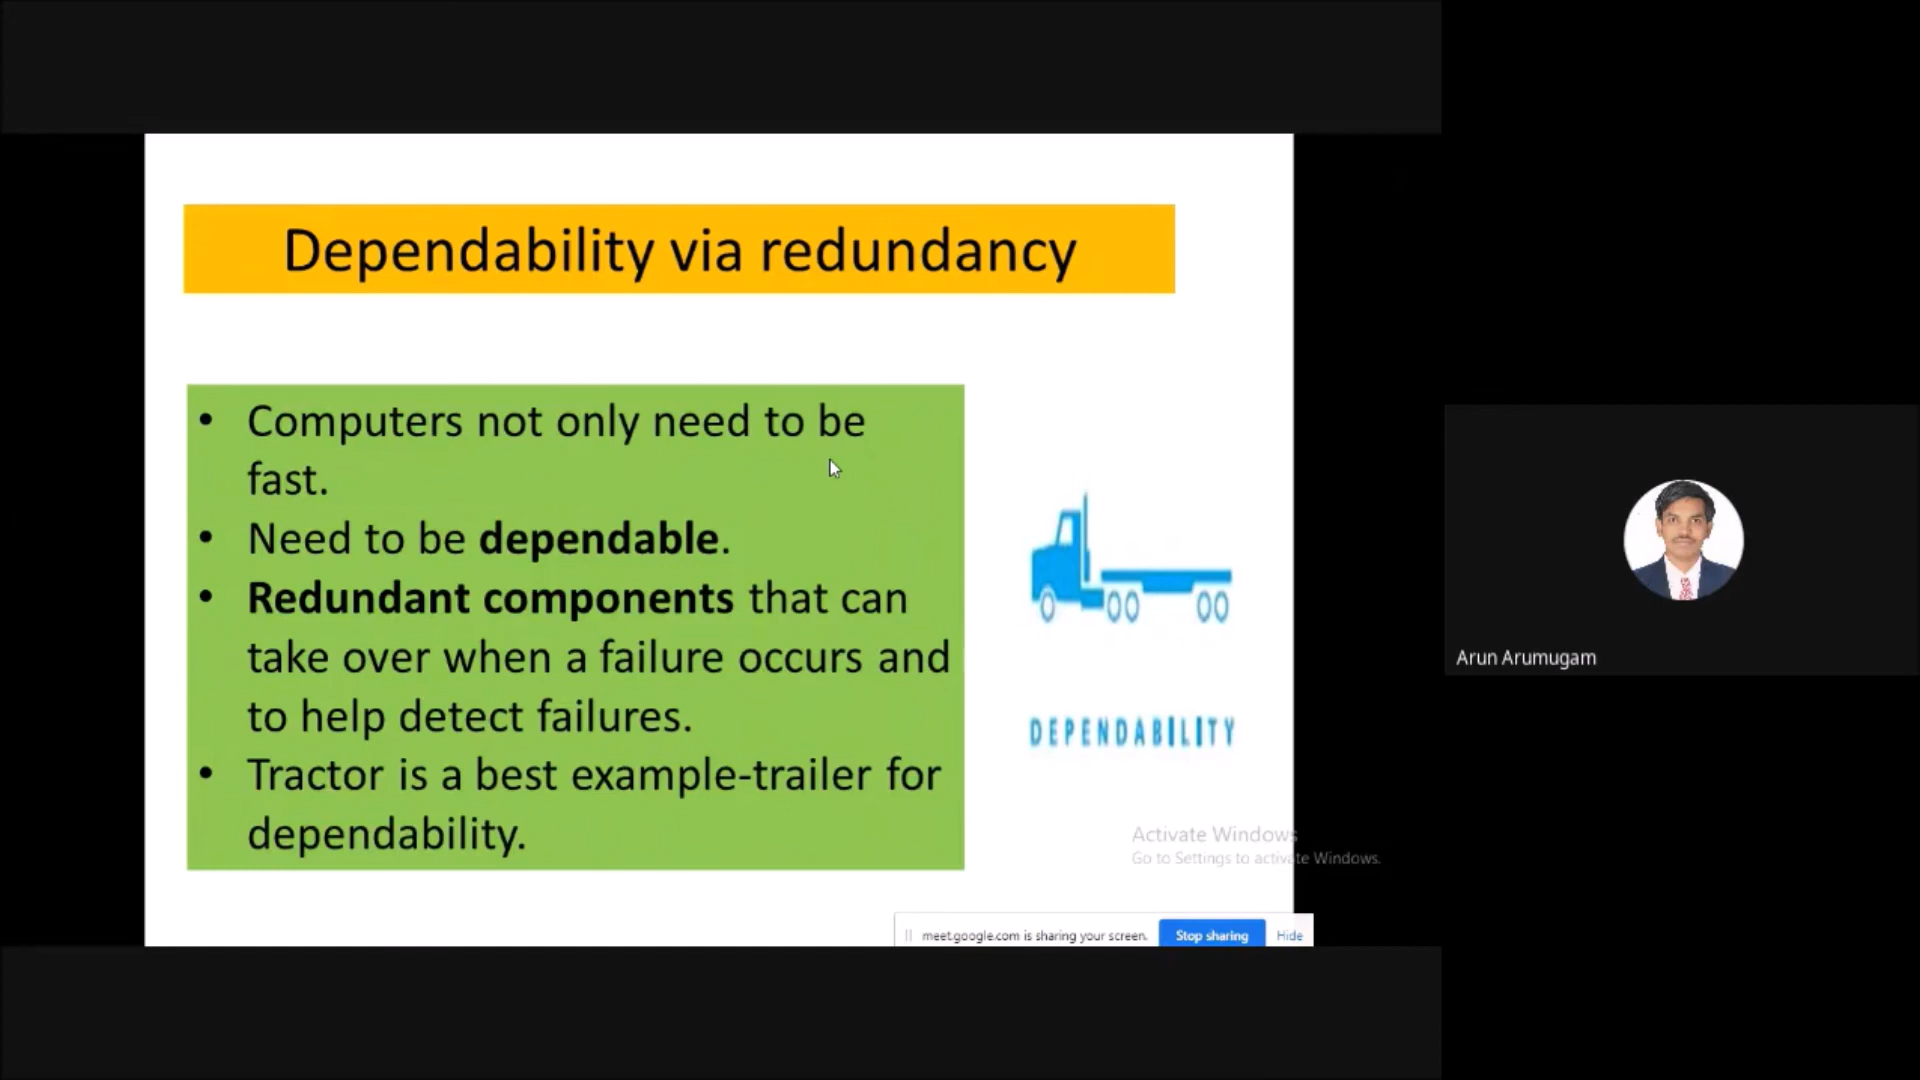 Dependability via redundancy
• Computers not only need to be
fast.
• Need to be dependable.
• Redundant components that can
take over when a failure occurs and
to help detect failures.
• Tractor is a best example-trailer for
dependability.
DEPENDABILITY
Activate Windows
Go to Settings to activate Windows.
meet.google.com is sharing your screen.
Stop sharing
Hide
Arun Arumugam